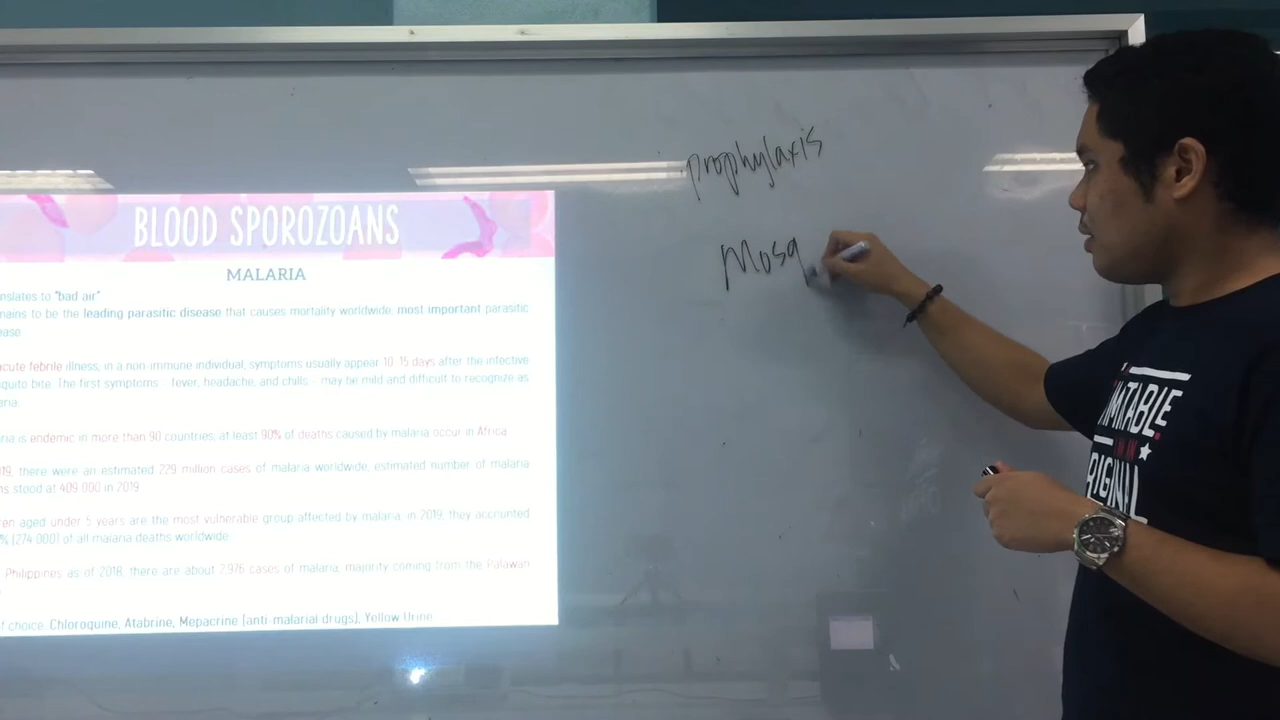 prophylaxis
Mosq
BLOOD SPOROZOANS
MALARIA
nslates to "bad air"
mains to be the leading parasitic disease that causes mortality worldwide, most important parasitic
ease
acute febrile illness, in a non-immune individual, symptoms usually appear 10-15 days after the infective
quito bite. The first symptoms - fever, headache, and chills - may be mild and difficult to recognize as
aria.
ria is endemic in more than 90 countries, at least 90% of deaths caused by malaria occur in Africa
19, there were an estimated 229 million cases of malaria worldwide, estimated number of malaria
hs stood at 409 000 in 2019
ren aged under 5 years are the most vulnerable group affected by malaria, in 2019, they accounted
% (274 000) of all malaria deaths worldwide
Philippines as of 2018, there are about 2,976 cases of malaria, majority coming from the Palawan
f choice: Chloroquine, Atabrine, Mepacrine (anti-malarial drugs), Yellow Urine
IMITABLE
AN
RIGINAL